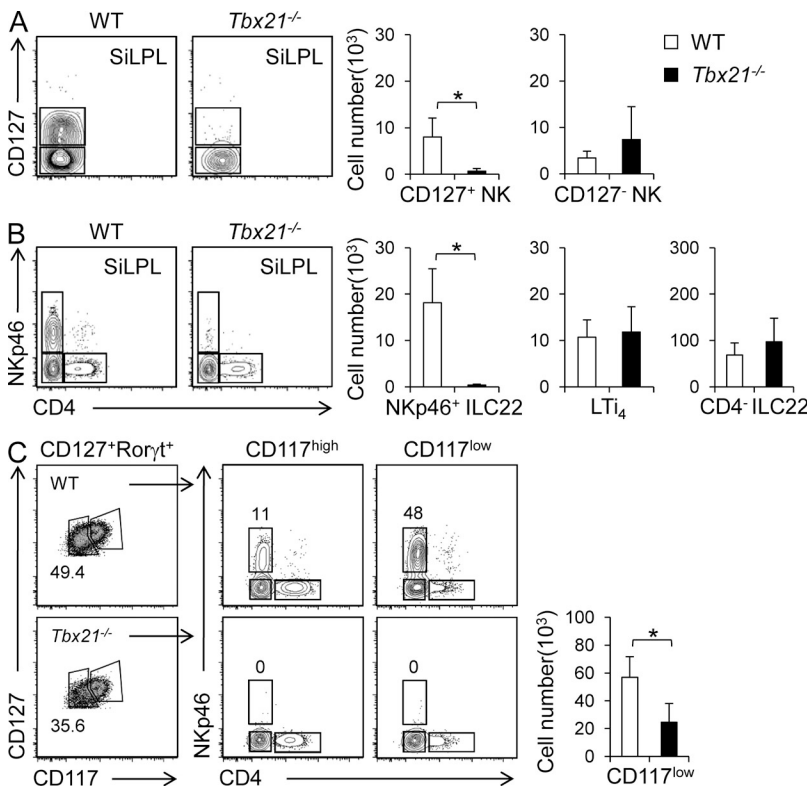 A
WT
Tbx21-/-
SiLPL
SiLPL
CD127
Cell number(10³)
30
20
10
0
*
CD127⁺ NK
30
20
10
0
CD127⁻ NK
WT
Tbx21-/-
B
WT
Tbx21-/-
SiLPL
SiLPL
NKp46
CD4
Cell number(10³)
30
20
10
0
*
NKp46⁺ ILC22
30
20
10
0
LTi₄
300
200
100
0
CD4⁻ ILC22
C
CD127⁺Rorγt⁺
CD117high
CD117low
WT
49.4
11
48
Tbx21-/-
35.6
0
0
CD127
CD117
NKp46
CD4
Cell number(10³)
100
80
60
40
20
0
*
CD117low